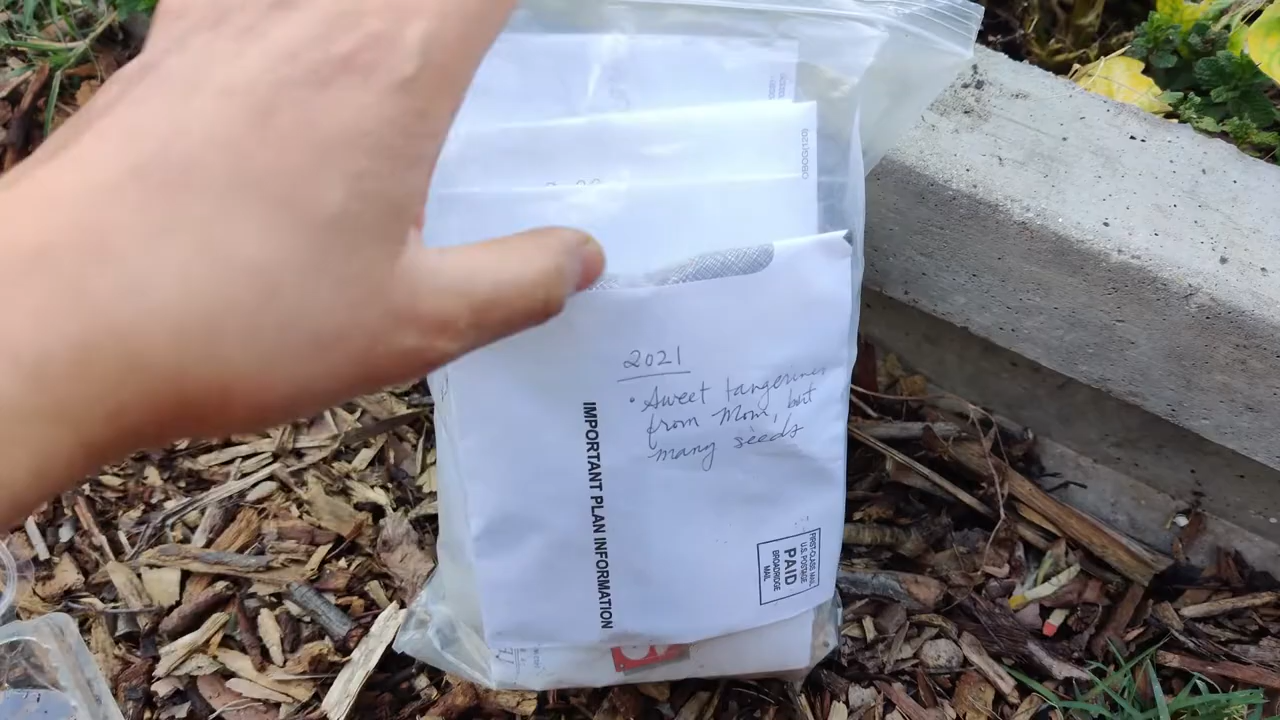 2021
• Sweet tangerines
from Mom, but
many seeds
IMPORTANT PLAN INFORMATION
FIRST-CLASS MAIL
U.S. POSTAGE
PAID
BROADRIDGE
MAIL